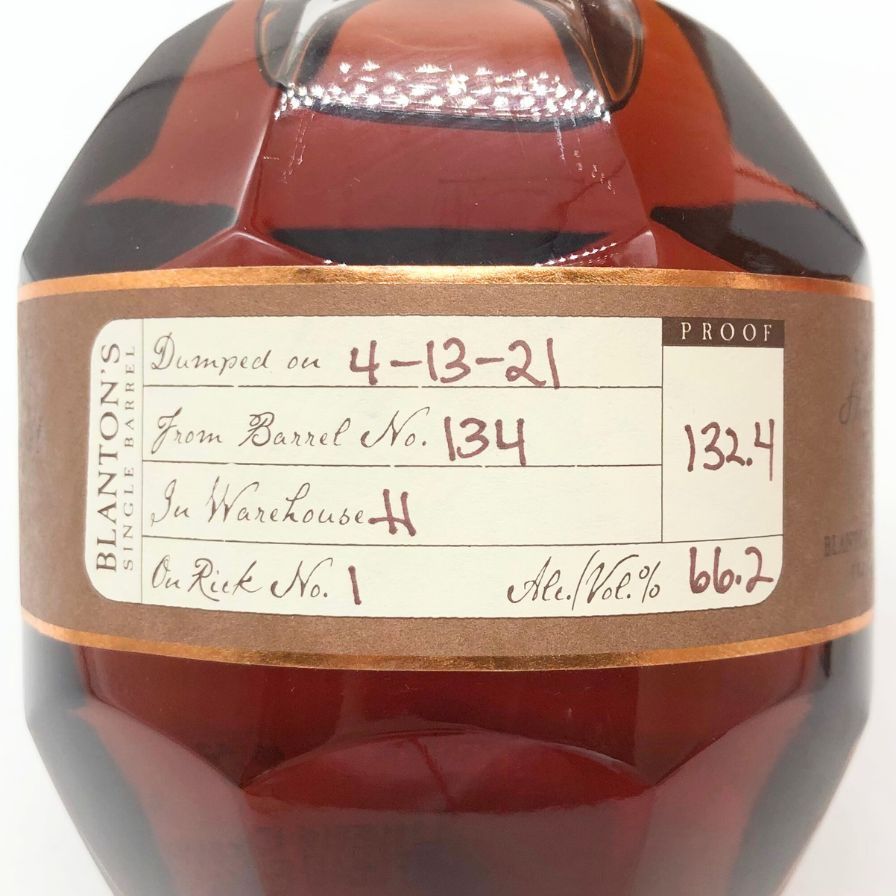 BLANTON'S
SINGLE BARREL
Dumped on 4-13-21
From Barrel No. 134
In Warehouse H
On Rick No. 1
Alc./Vol.% 66.2
PROOF
132.4